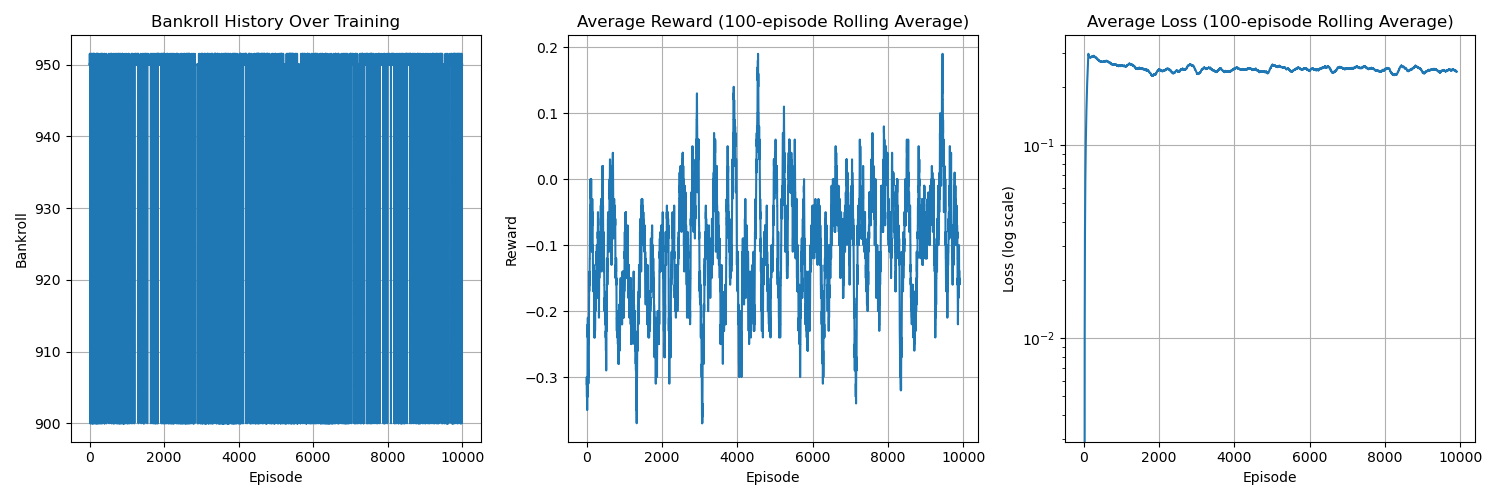 Bankroll History Over Training
Bankroll
950
940
930
920
910
900
0 2000 4000 6000 8000 10000
Episode
Average Reward (100-episode Rolling Average)
Reward
0.2
0.1
0.0
−0.1
−0.2
−0.3
0 2000 4000 6000 8000 10000
Episode
Average Loss (100-episode Rolling Average)
Loss (log scale)
10⁻¹
10⁻²
0 2000 4000 6000 8000 10000
Episode